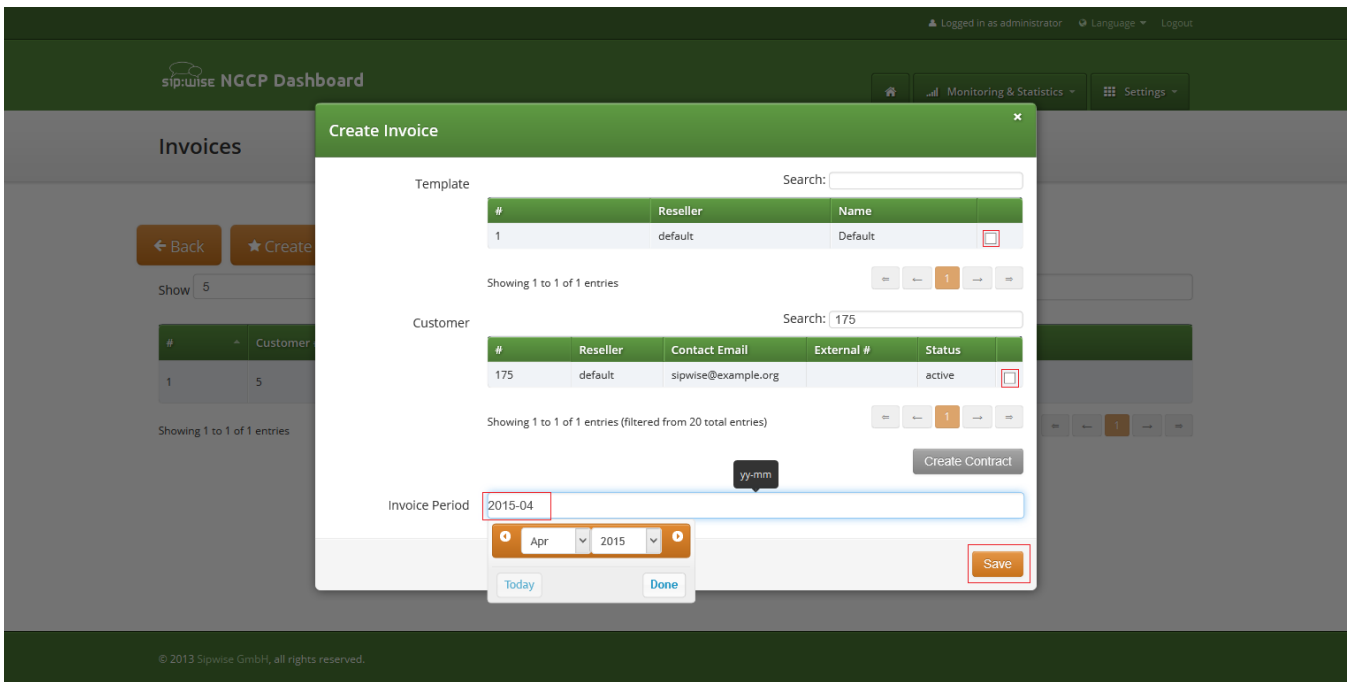 Logged in as administrator Language Logout
sip:wise NGCP Dashboard
Monitoring & Statistics Settings
Create Invoice ×
Invoices
Template Search:
# Reseller Name
1 default Default
← Back ★ Create
Showing 1 to 1 of 1 entries ⇐ ← 1 → ⇒
Show 5
Customer Search: 175
# Customer
# Reseller Contact Email External # Status
175 default sipwise@example.org active
1 5
Showing 1 to 1 of 1 entries (filtered from 20 total entries) ⇐ ← 1 → ⇒
Showing 1 to 1 of 1 entries ⇐ ← 1 → ⇒
Create Contract
yy-mm
Invoice Period 2015-04
Apr 2015
Save
Today Done
© 2013 Sipwise GmbH, all rights reserved.